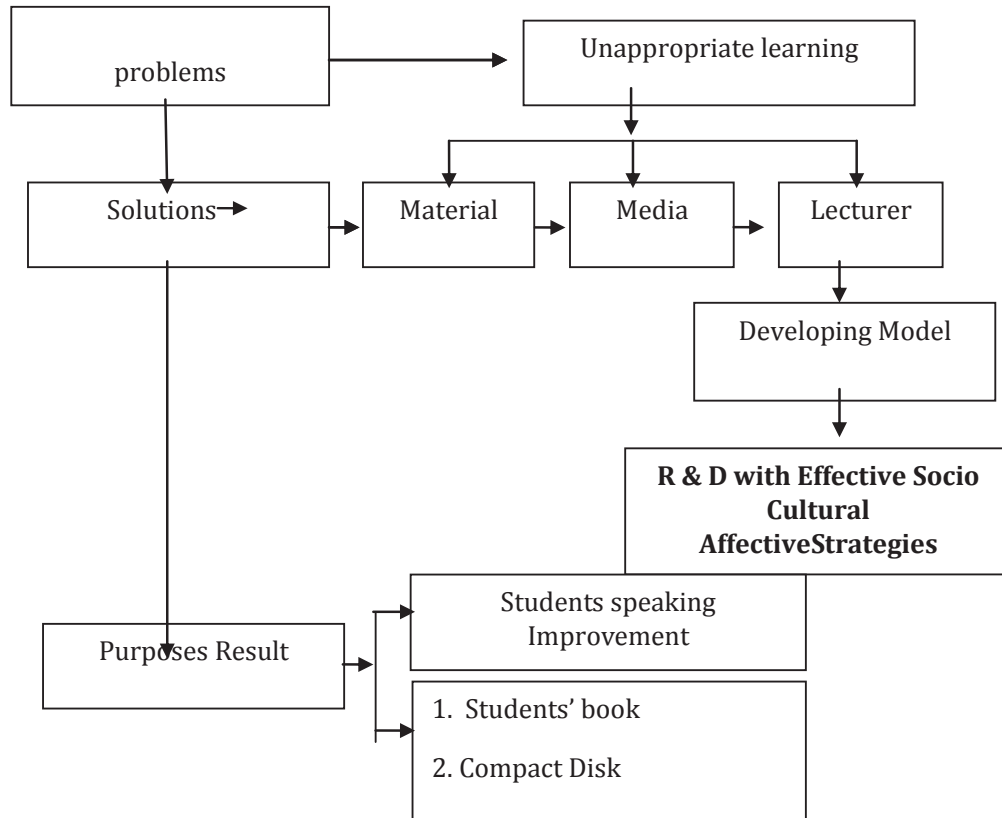 problems
Unappropriate learning
Solutions
Material
Media
Lecturer
Developing Model
R & D with Effective Socio
Cultural
AffectiveStrategies
Students speaking
Improvement
Purposes Result
1. Students’ book
2. Compact Disk